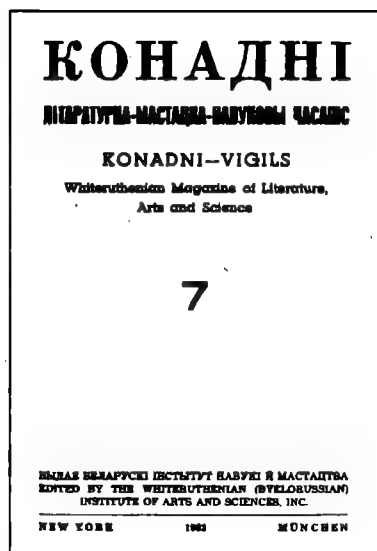 КОНАДНІ
ЛІТАРАТУРНА-МАСТАЦКА-НАВУКОВЫ ЧАСАПІС
KONADNI—VIGILS
Whiteruthenian Magazine of Literature,
Arts and Science
7
ВЫДАЕ БЕЛАРУСКІ ІНСТЫТУТ НАВУКІ Й МАСТАЦТВА
EDITED BY THE WHITERUTHENIAN (BYELORUSSIAN)
INSTITUTE OF ARTS AND SCIENCES, INC.
NEW YORK 1963 MÜNCHEN